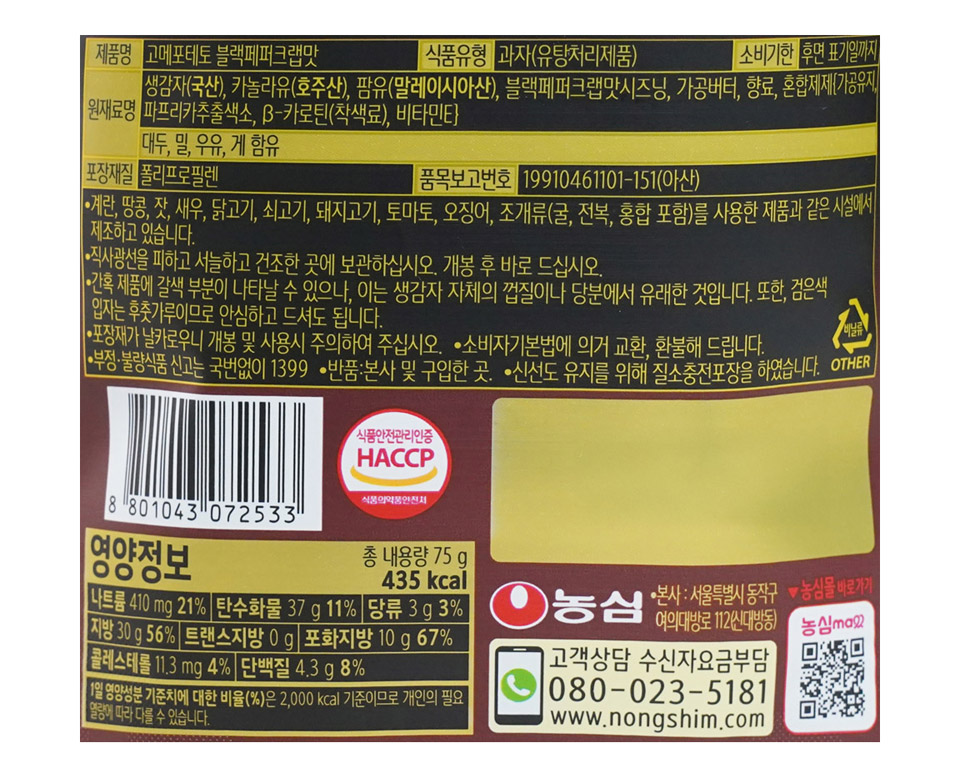 제품명 고메포테토 블랙페퍼크랩맛 식품유형 과자(유탕처리제품) 소비기한 후면 표기일까지
원재료명 생감자(국산), 카놀라유(호주산), 팜유(말레이시아산), 블랙페퍼크랩맛시즈닝, 가공버터, 향료, 혼합제제{가공유지,
파프리카추출색소, β-카로틴(착색료), 비타민E}
대두, 밀, 우유, 게 함유
포장재질 폴리프로필렌 품목보고번호 19910461101-151(아산)
•계란, 땅콩, 잣, 새우, 닭고기, 쇠고기, 돼지고기, 토마토, 오징어, 조개류(굴, 전복, 홍합 포함)를 사용한 제품과 같은 시설에서
제조하고 있습니다.
•직사광선을 피하고 서늘하고 건조한 곳에 보관하십시오. 개봉 후 바로 드십시오.
•간혹 제품에 갈색 부분이 나타날 수 있으나, 이는 생감자 자체의 껍질이나 당분에서 유래한 것입니다. 또한, 검은색
입자는 후춧가루이므로 안심하고 드셔도 됩니다.
•포장재가 날카로우니 개봉 및 사용시 주의하여 주십시오. •소비자기본법에 의거 교환, 환불해 드립니다.
•부정·불량식품 신고는 국번없이 1399 •반품:본사 및 구입한 곳. •신선도 유지를 위해 질소충전포장을 하였습니다.
비닐류
OTHER
식품안전관리인증
HACCP
식품의약품안전처
8 801043 072533
영양정보 총 내용량 75 g
435 kcal
나트륨 410 mg 21% 탄수화물 37 g 11% 당류 3 g 3%
지방 30 g 56% 트랜스지방 0 g 포화지방 10 g 67%
콜레스테롤 11.3 mg 4% 단백질 4.3 g 8%
1일 영양성분 기준치에 대한 비율(%)은 2,000 kcal 기준이므로 개인의 필요
열량에 따라 다를 수 있습니다.
농심
•본사 : 서울특별시 동작구
여의대방로 112(신대방동)
▼농심몰 바로가기
농심mall
고객상담 수신자요금부담
080-023-5181
www.nongshim.com